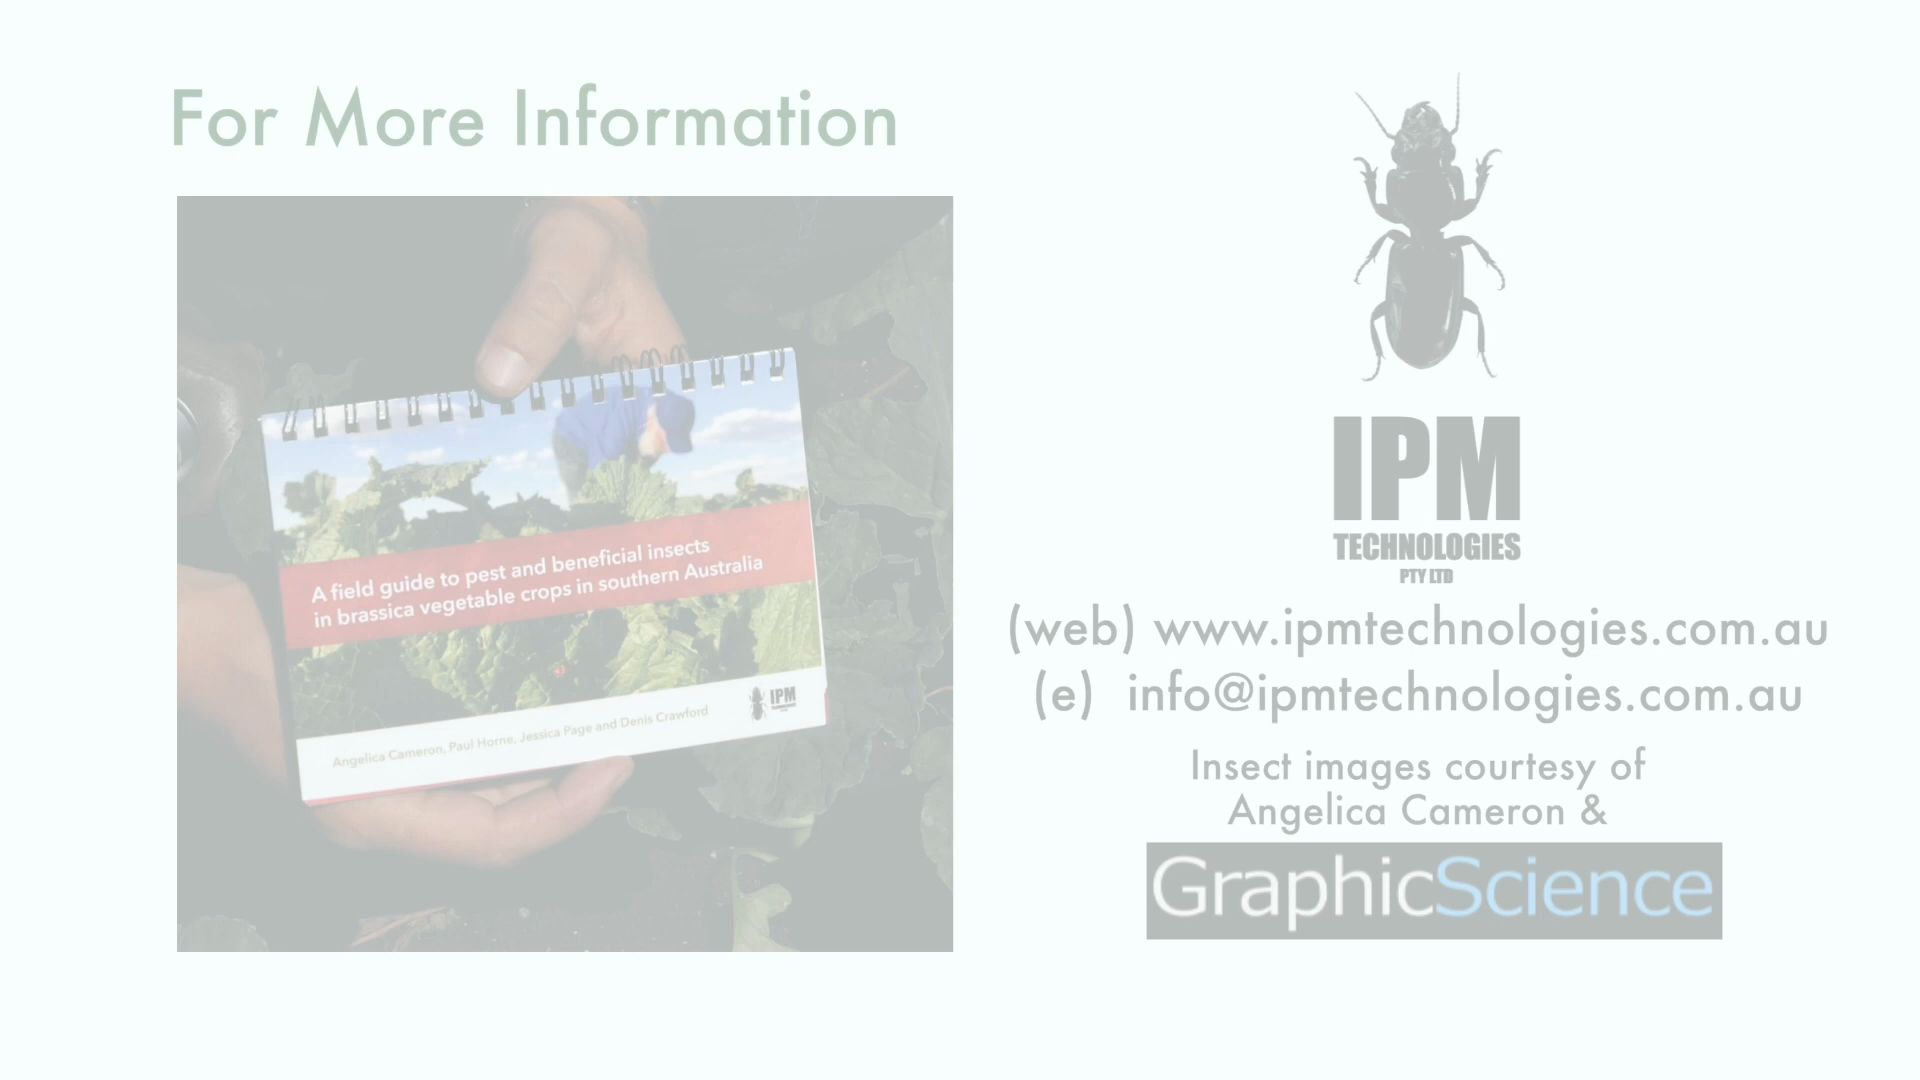 For More Information
A field guide to pest and beneficial insects
in brassica vegetable crops in southern Australia
Angelica Cameron, Paul Horne, Jessica Page and Denis Crawford
IPM
IPM
TECHNOLOGIES
PTY LTD
(web) www.ipmtechnologies.com.au
(e) info@ipmtechnologies.com.au
Insect images courtesy of
Angelica Cameron &
GraphicScience